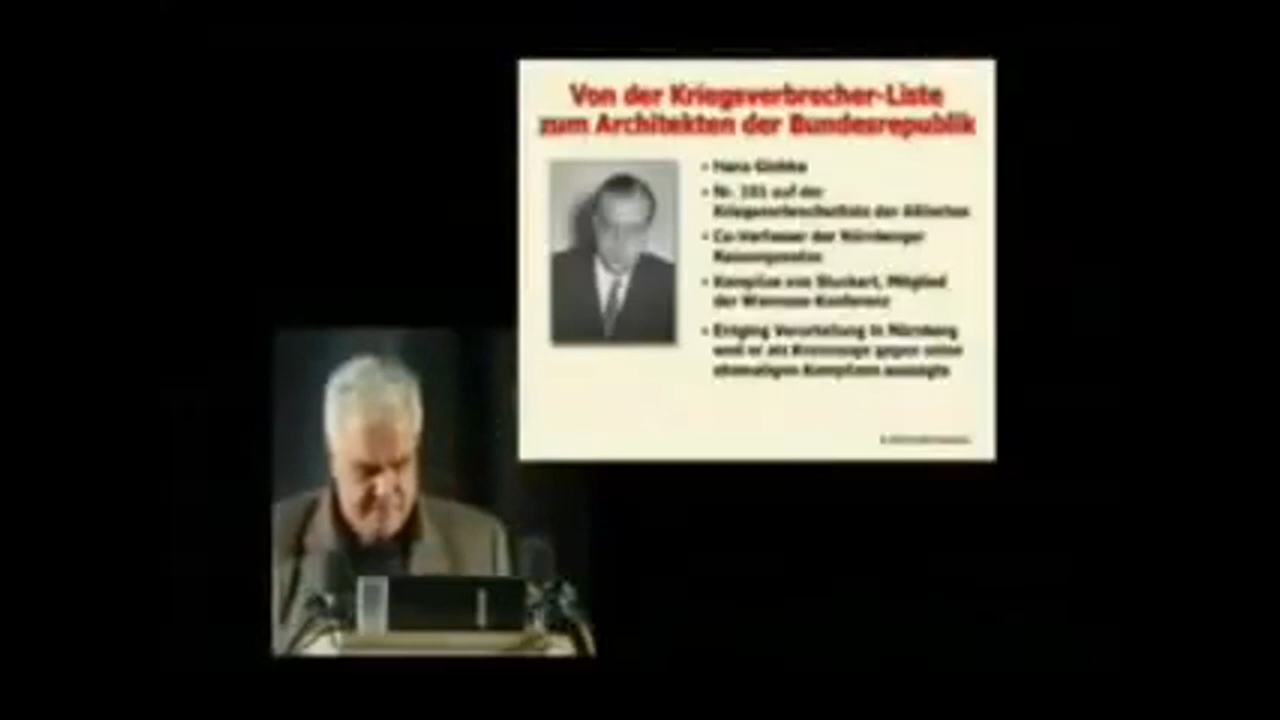 Von der Kriegsverbrecher-Liste
zum Architekten der Bundesrepublik
• Hans Globke
• Nr. 101 auf der
Kriegsverbrecherliste der Alliierten
• Co-Verfasser der Nürnberger
Rassengesetze
• Komplize von Stuckart, Mitglied
der Wannsee-Konferenz
• Entging Verurteilung in Nürnberg
weil er als Kronzeuge gegen seine
ehemaligen Komplizen aussagte